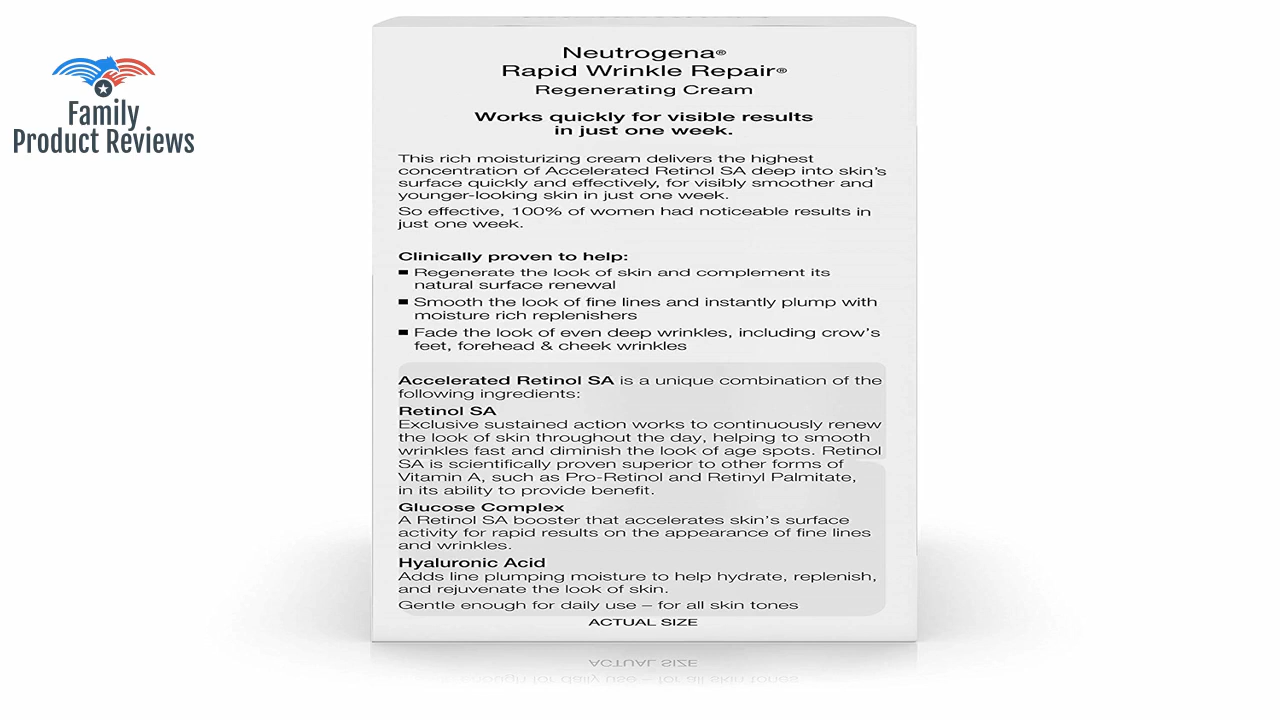 Family
Product Reviews
Neutrogena®
Rapid Wrinkle Repair®
Regenerating Cream
Works quickly for visible results
in just one week.
This rich moisturizing cream delivers the highest
concentration of Accelerated Retinol SA deep into skin's
surface quickly and effectively, for visibly smoother and
younger-looking skin in just one week.
So effective, 100% of women had noticeable results in
just one week.
Clinically proven to help:
▪ Regenerate the look of skin and complement its
natural surface renewal
▪ Smooth the look of fine lines and instantly plump with
moisture rich replenishers
▪ Fade the look of even deep wrinkles, including crow's
feet, forehead & cheek wrinkles
Accelerated Retinol SA is a unique combination of the
following ingredients:
Retinol SA
Exclusive sustained action works to continuously renew
the look of skin throughout the day, helping to smooth
wrinkles fast and diminish the look of age spots. Retinol
SA is scientifically proven superior to other forms of
Vitamin A, such as Pro-Retinol and Retinyl Palmitate,
in its ability to provide benefit.
Glucose Complex
A Retinol SA booster that accelerates skin's surface
activity for rapid results on the appearance of fine lines
and wrinkles.
Hyaluronic Acid
Adds line plumping moisture to help hydrate, replenish,
and rejuvenate the look of skin.
Gentle enough for daily use – for all skin tones
ACTUAL SIZE